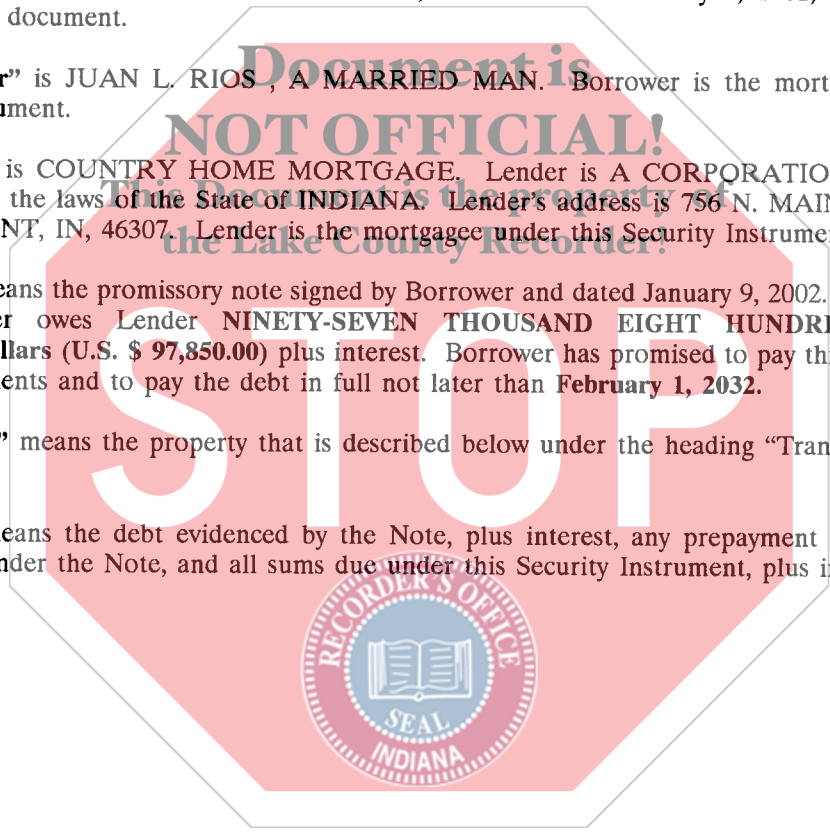 document.
r” is JUAN L. RIOS , A MARRIED MAN. Borrower is the mort
ument.
is COUNTRY HOME MORTGAGE. Lender is A CORPORATIO
the laws of the State of INDIANA. Lender's address is 756 N. MAIN
NT, IN, 46307. Lender is the mortgagee under this Security Instrume
eans the promissory note signed by Borrower and dated January 9, 2002.
er owes Lender NINETY-SEVEN THOUSAND EIGHT HUNDRE
llars (U.S. $ 97,850.00) plus interest. Borrower has promised to pay thi
ents and to pay the debt in full not later than February 1, 2032.
” means the property that is described below under the heading “Tran
eans the debt evidenced by the Note, plus interest, any prepayment
nder the Note, and all sums due under this Security Instrument, plus i
Document is
NOT OFFICIAL!
This Document is the property of
the Lake County Recorder!
STOP
RECORDER'S OFFICE
SEAL
INDIANA